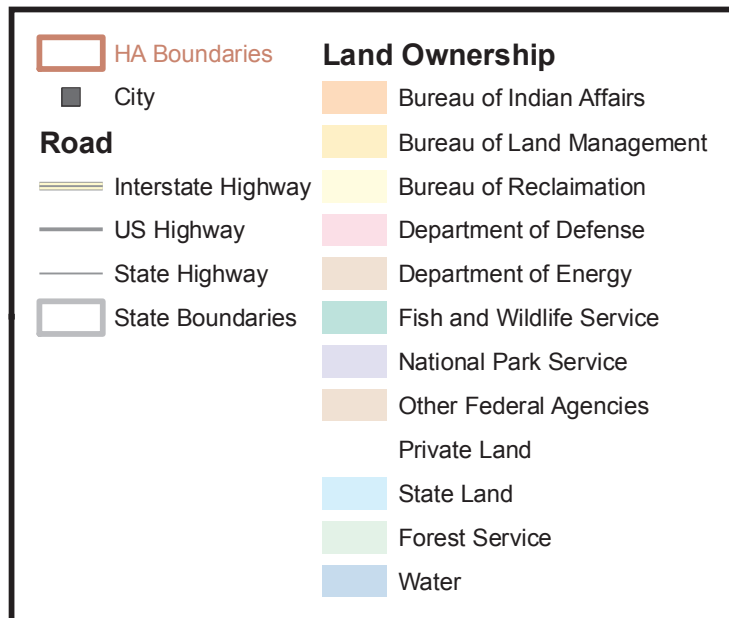 HA Boundaries
City
Road
Interstate Highway
US Highway
State Highway
State Boundaries
Land Ownership
Bureau of Indian Affairs
Bureau of Land Management
Bureau of Reclamation
Department of Defense
Department of Energy
Fish and Wildlife Service
National Park Service
Other Federal Agencies
Private Land
State Land
Forest Service
Water